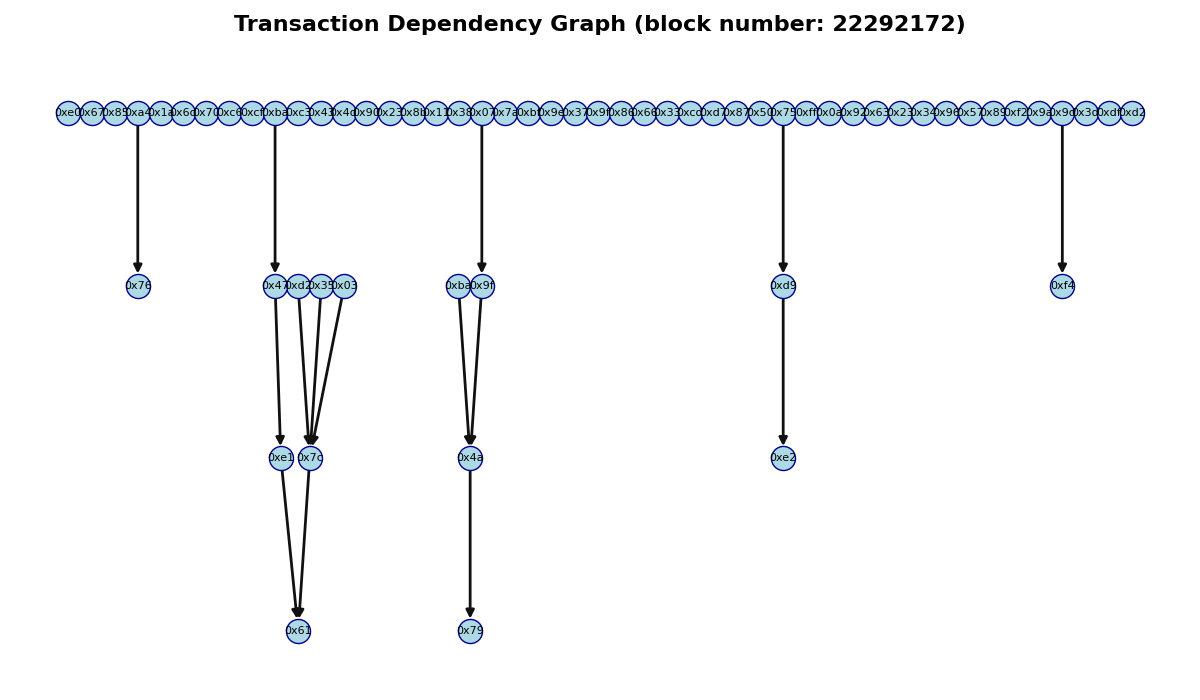 Transaction Dependency Graph (block number: 22292172)
0xe0 0x67 0x85 0xa4 0x1a 0x6d 0x70 0xc6 0xcf 0xba 0xc3 0x43 0x4d 0x90 0x23 0x8b 0x11 0x38 0x07 0x7a 0xbf 0x9e 0x37 0x9f 0x86 0x66 0x33 0xcd 0xd7 0x87 0x50 0x75 0xff 0x0a 0x92 0x63 0x23 0x34 0x96 0x57 0x89 0xf2 0x9a 0x9d 0x3d 0xdf 0xd2
0x76 0x47 0xd2 0x35 0x03 0xba 0x9f 0xd9 0xf4
0xe1 0x7c 0x4a 0xe2
0x61 0x79